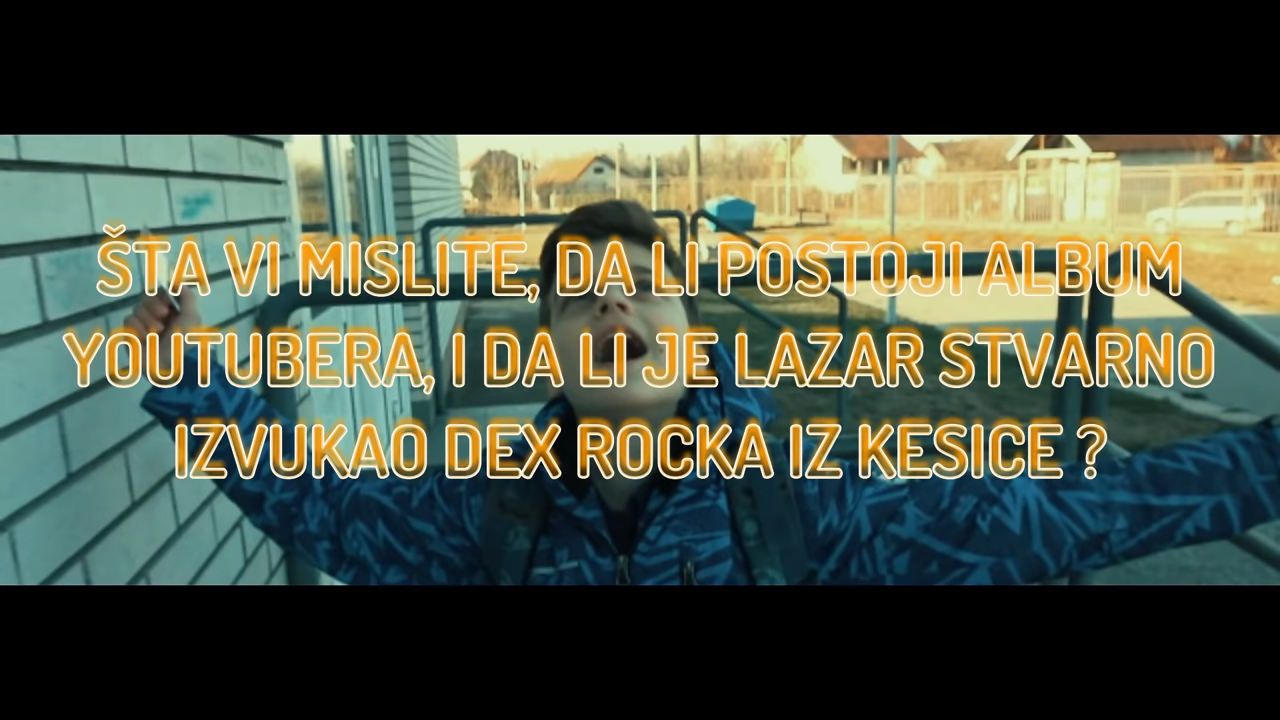 ŠTA VI MISLITE, DA LI POSTOJI ALBUM
YOUTUBERA, I DA LI JE LAZAR STVARNO
IZVUKAO DEX ROCKA IZ KESICE ?